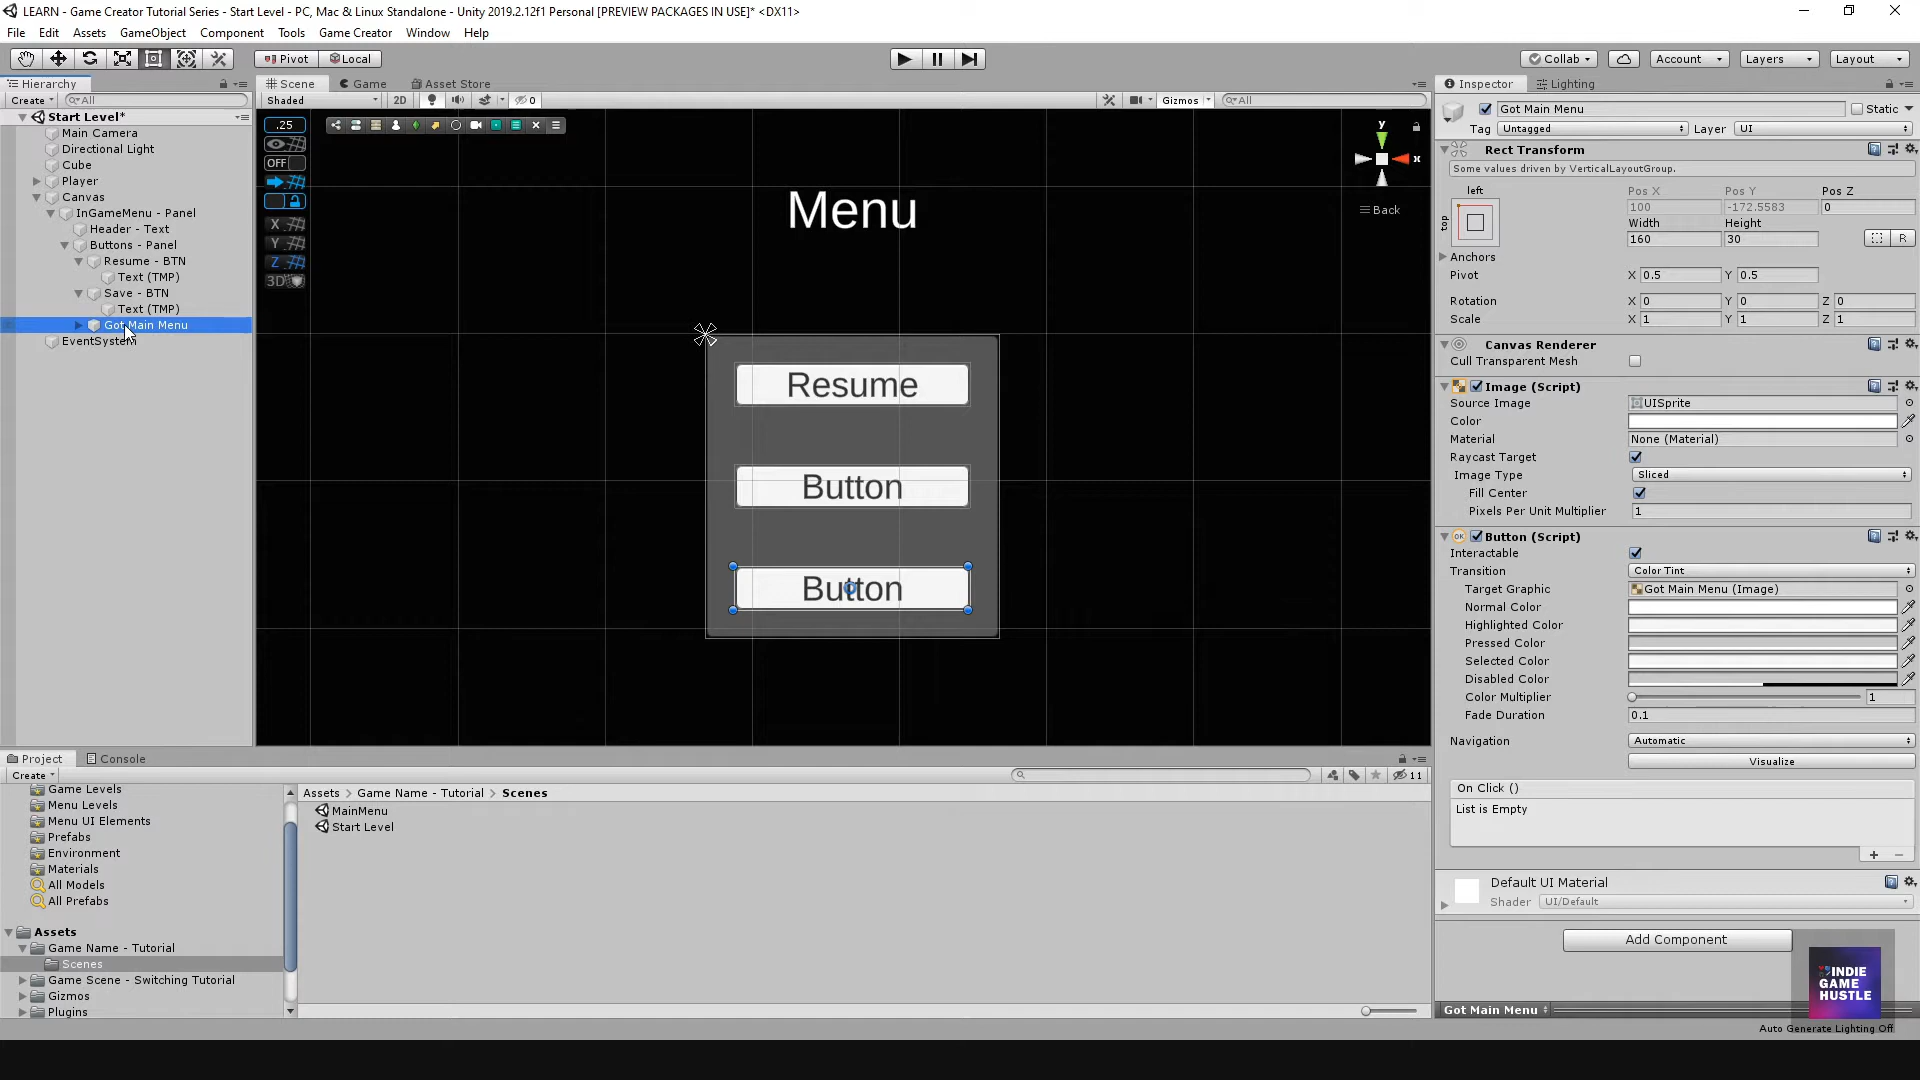 LEARN - Game Creator Tutorial Series - Start Level - PC, Mac & Linux Standalone - Unity 2019.2.12f1 Personal [PREVIEW PACKAGES IN USE]* <DX11>
File Edit Assets GameObject Component Tools Game Creator Window Help
Pivot Local Collab Account Layers Layout
Hierarchy
Create All
Start Level*
Main Camera
Directional Light
Cube
Player
Canvas
InGameMenu - Panel
Header - Text
Buttons - Panel
Resume - BTN
Text (TMP)
Save - BTN
Text (TMP)
Got Main Menu
EventSystem
Scene Game Asset Store
Shaded 2D 0 Gizmos All
.25
OFF
X
Y
Z
3D
y
x
Back
Menu
Resume
Button
Button
Inspector Lighting
Got Main Menu Static
Tag Untagged Layer UI
Rect Transform
Some values driven by VerticalLayoutGroup.
left Pos X Pos Y Pos Z
top 100 -172.5583 0
Width Height
160 30 R
Anchors
Pivot X 0.5 Y 0.5
Rotation X 0 Y 0 Z 0
Scale X 1 Y 1 Z 1
Canvas Renderer
Cull Transparent Mesh
Image (Script)
Source Image UISprite
Color
Material None (Material)
Raycast Target
Image Type Sliced
Fill Center
Pixels Per Unit Multiplier 1
OK Button (Script)
Interactable
Transition Color Tint
Target Graphic Got Main Menu (Image)
Normal Color
Highlighted Color
Pressed Color
Selected Color
Disabled Color
Color Multiplier 1
Fade Duration 0.1
Navigation Automatic
Visualize
On Click ()
List is Empty
+ −
Default UI Material
Shader UI/Default
Add Component
INDIE
GAME
HUSTLE
Got Main Menu
Auto Generate Lighting Off
Project Console
Create 11
Game Levels
Menu Levels
Menu UI Elements
Prefabs
Environment
Materials
All Models
All Prefabs
Assets
Game Name - Tutorial
Scenes
Game Scene - Switching Tutorial
Gizmos
Plugins
Assets > Game Name - Tutorial > Scenes
MainMenu
Start Level